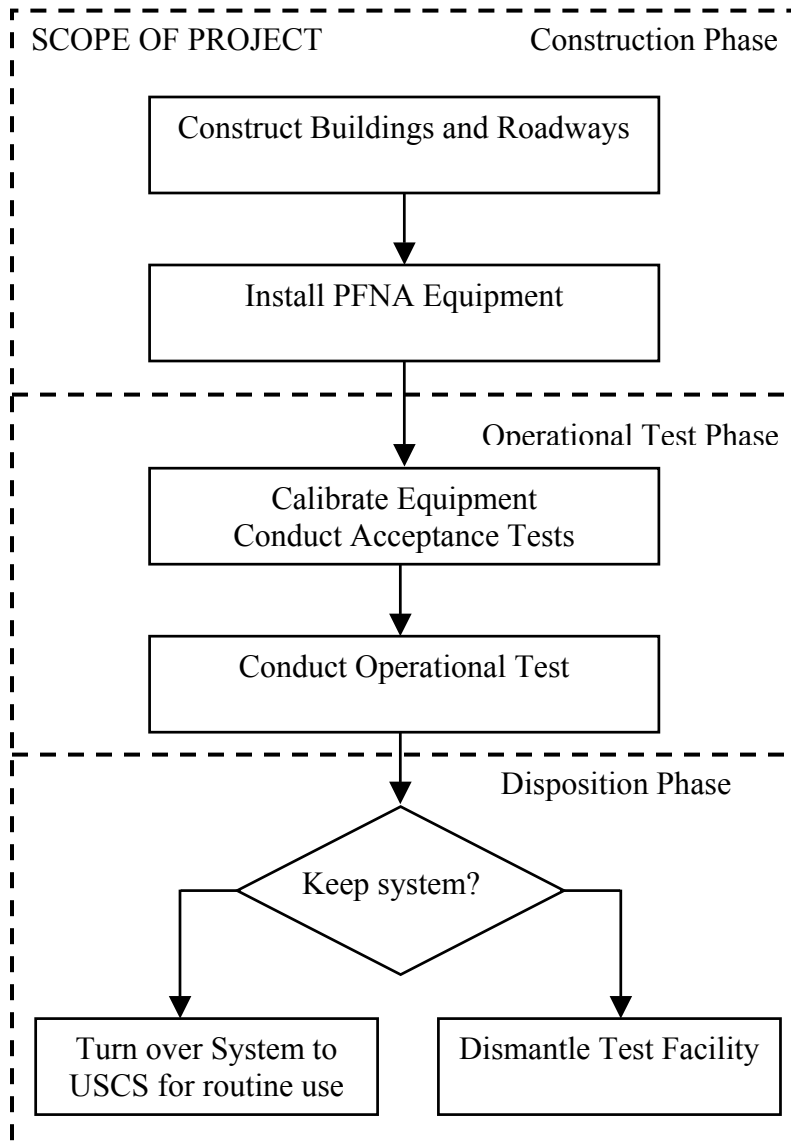 SCOPE OF PROJECT
Construction Phase
Construct Buildings and Roadways
Install PFNA Equipment
Operational Test Phase
Calibrate Equipment
Conduct Acceptance Tests
Conduct Operational Test
Disposition Phase
Keep system?
Turn over System to
USCS for routine use
Dismantle Test Facility